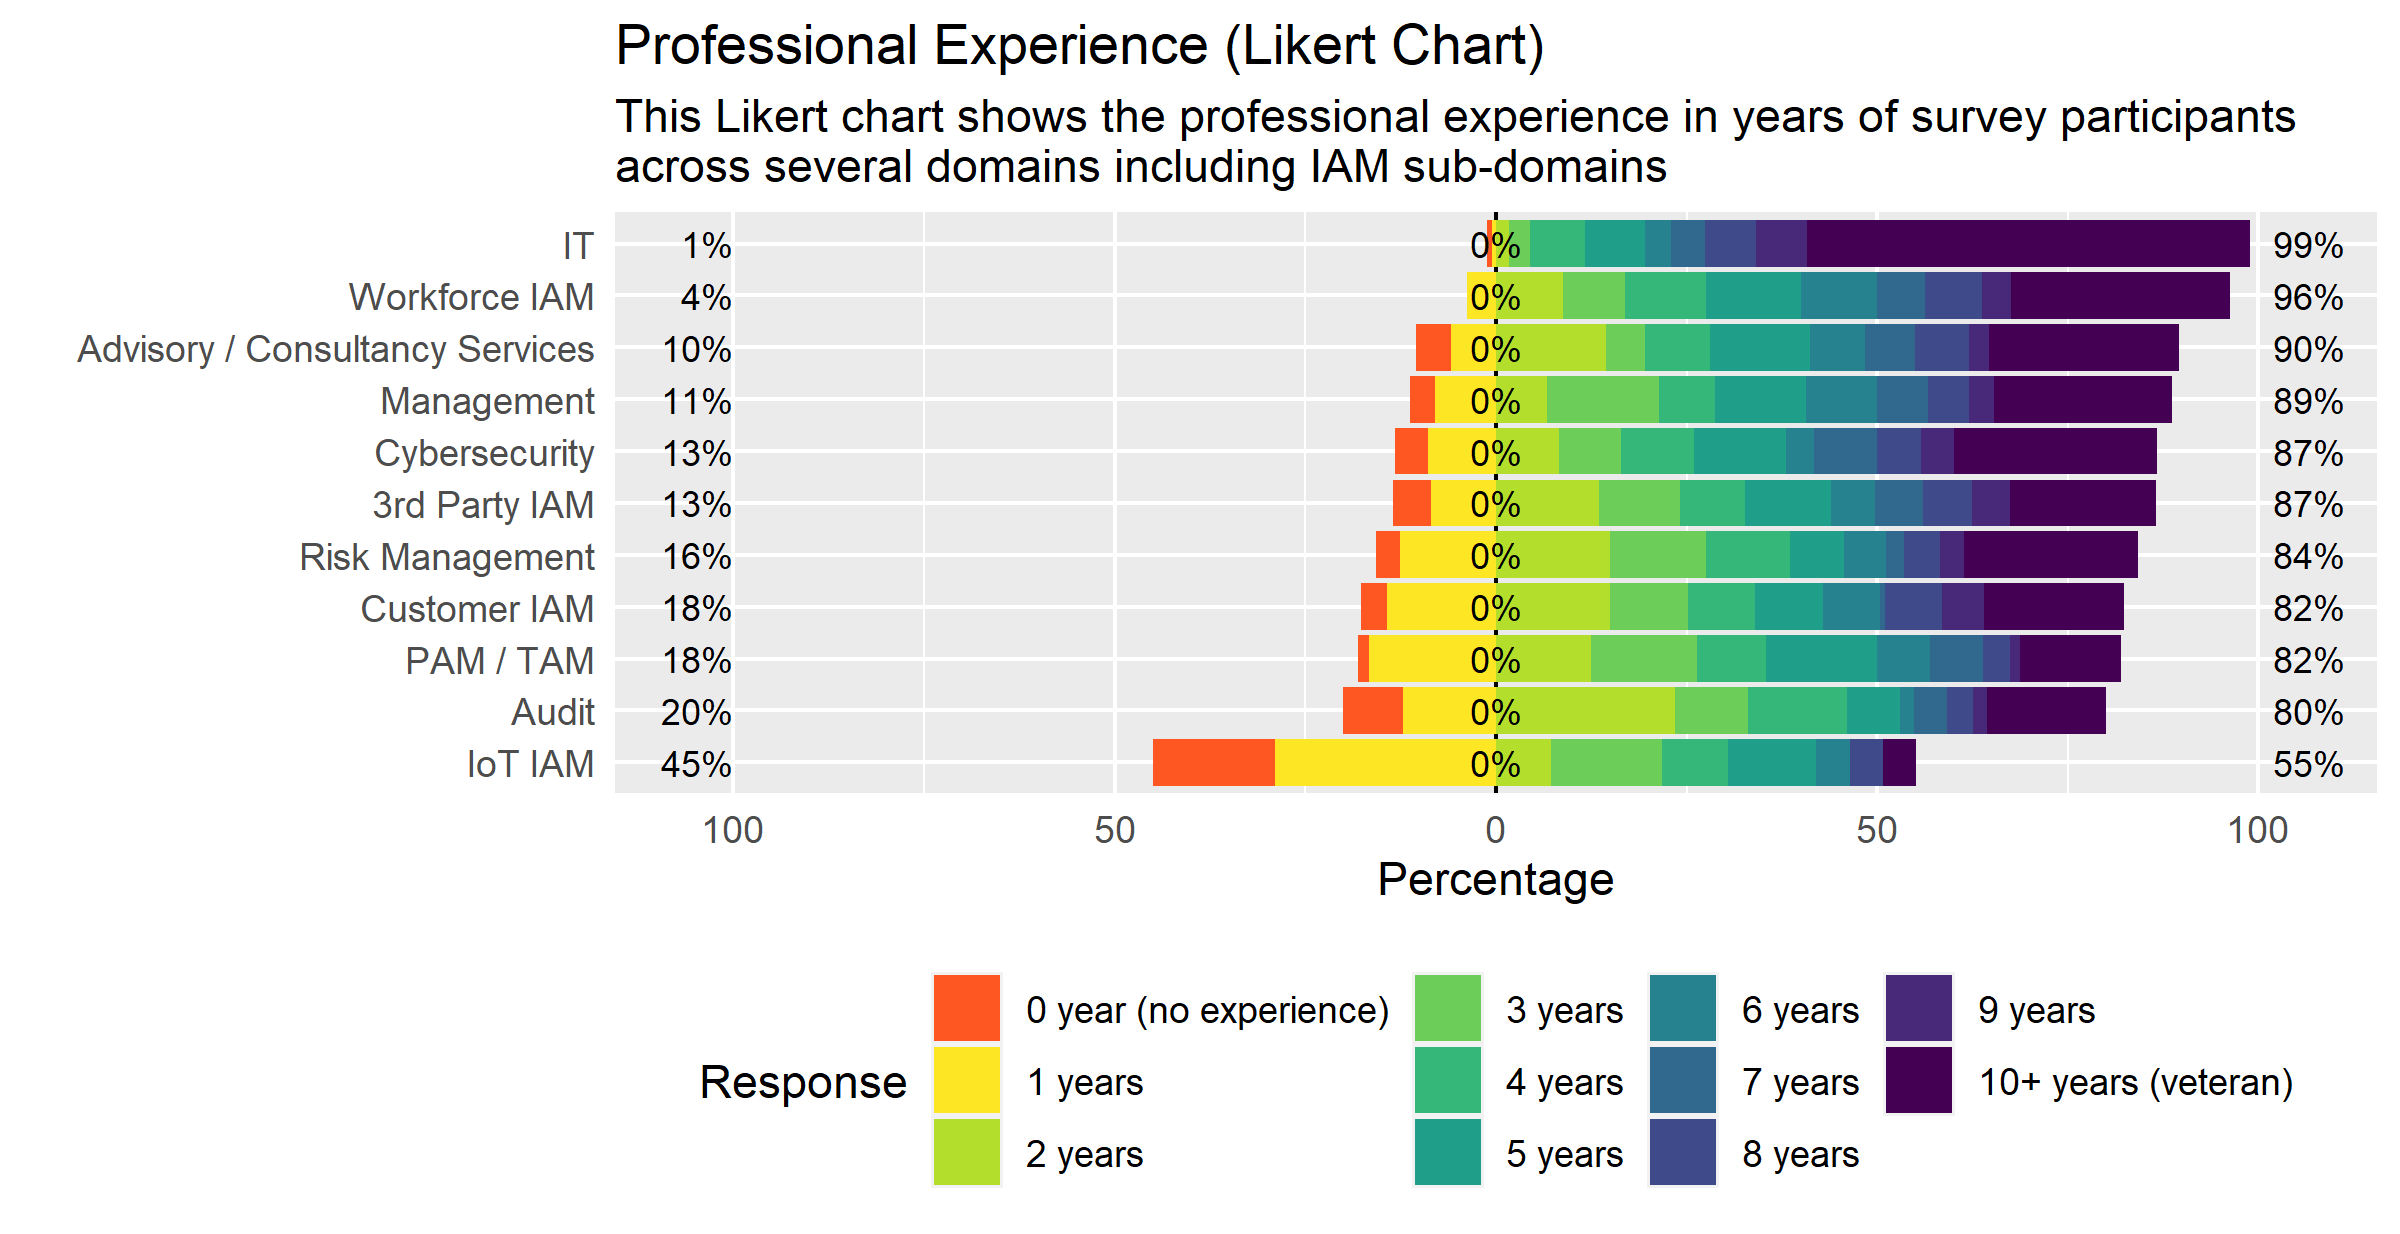 Professional Experience (Likert Chart)
This Likert chart shows the professional experience in years of survey participants
across several domains including IAM sub-domains
IT 1% 0% 99%
Workforce IAM 4% 0% 96%
Advisory / Consultancy Services 10% 0% 90%
Management 11% 0% 89%
Cybersecurity 13% 0% 87%
3rd Party IAM 13% 0% 87%
Risk Management 16% 0% 84%
Customer IAM 18% 0% 82%
PAM / TAM 18% 0% 82%
Audit 20% 0% 80%
IoT IAM 45% 0% 55%
100 50 0 50 100
Percentage
Response
0 year (no experience)
1 years
2 years
3 years
4 years
5 years
6 years
7 years
8 years
9 years
10+ years (veteran)